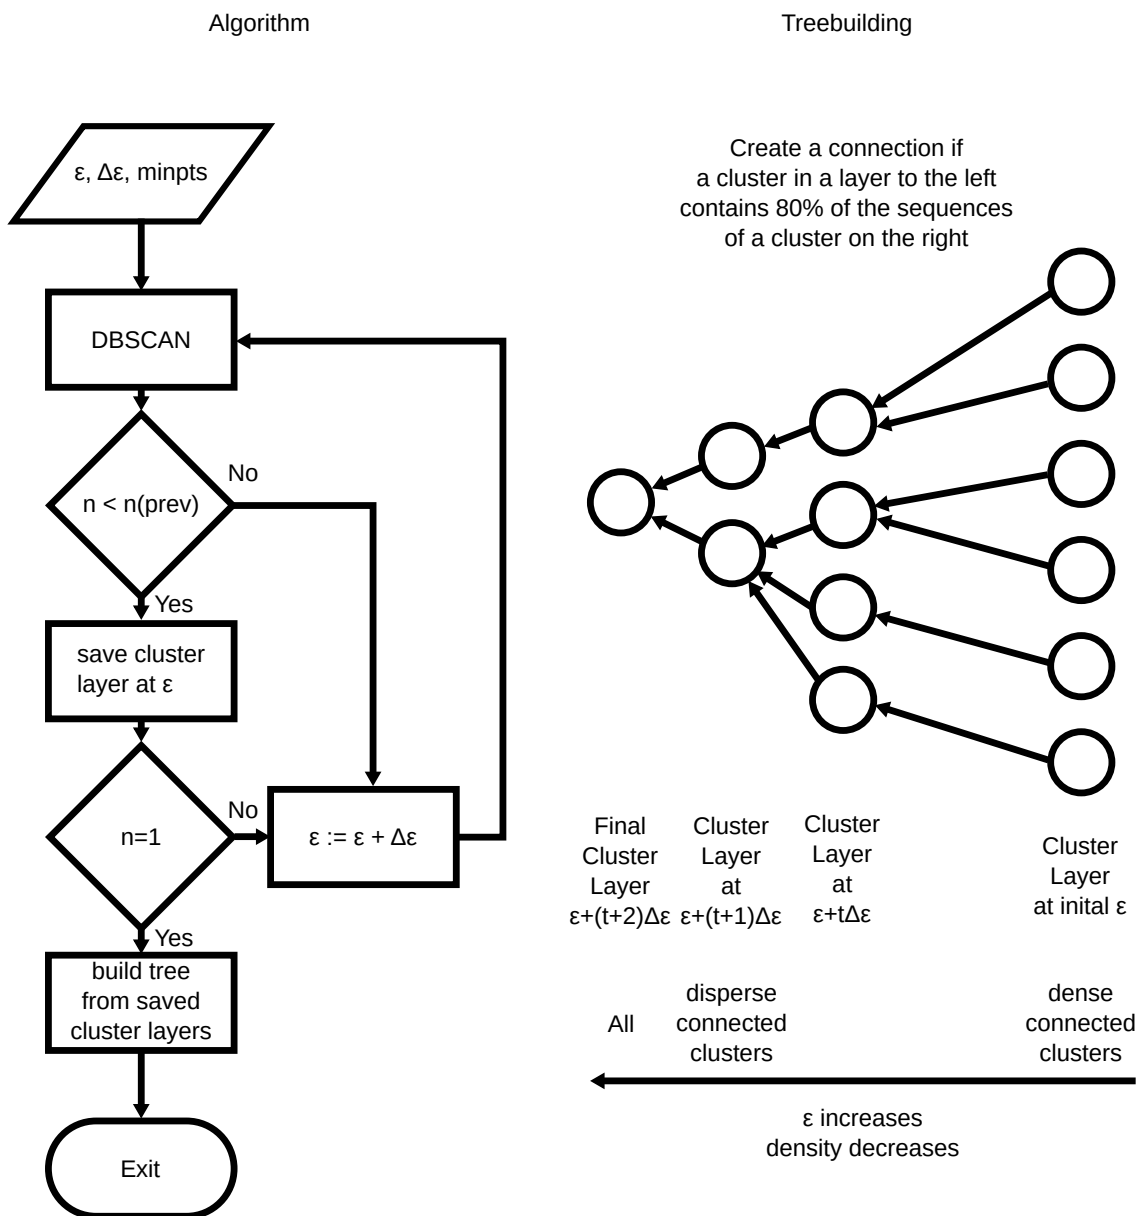 Algorithm
Treebuilding
ε, Δε, minpts
DBSCAN
n < n(prev)
No
Yes
save cluster
layer at ε
n=1
No
ε := ε + Δε
Yes
build tree
from saved
cluster layers
Exit
Create a connection if
a cluster in a layer to the left
contains 80% of the sequences
of a cluster on the right
Final
Cluster
Layer
ε+(t+2)Δε
Cluster
Layer
at
ε+(t+1)Δε
Cluster
Layer
at
ε+tΔε
Cluster
Layer
at inital ε
All
disperse
connected
clusters
dense
connected
clusters
ε increases
density decreases